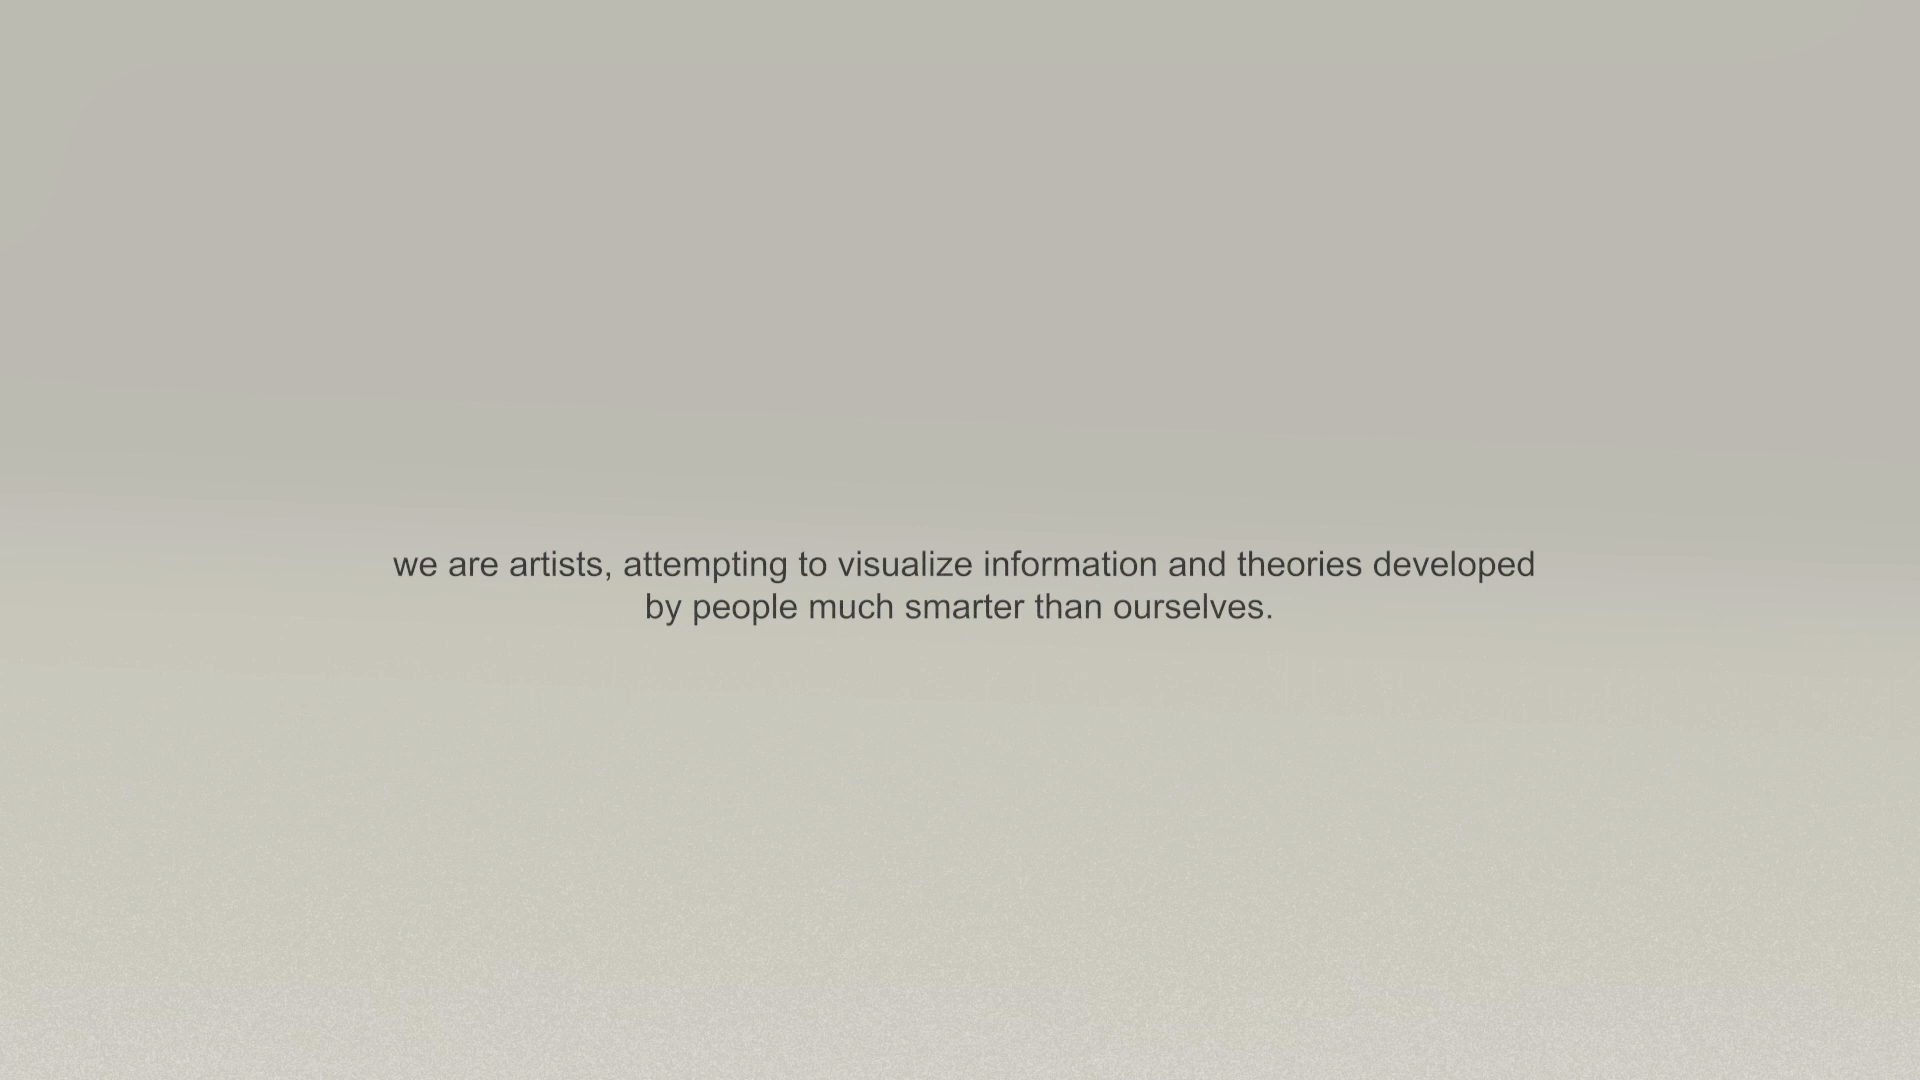 we are artists, attempting to visualize information and theories developed
by people much smarter than ourselves.